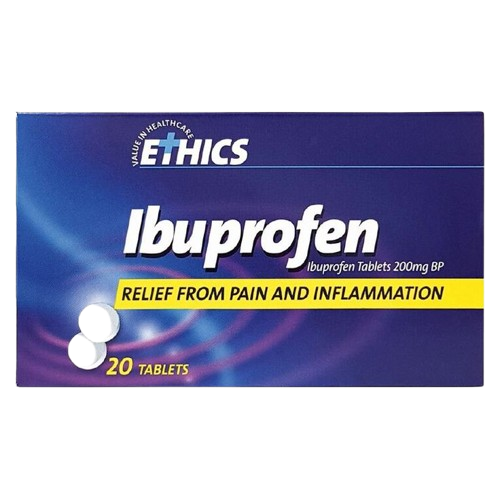 VALUE IN HEALTHCARE
ETHICS
Ibuprofen
Ibuprofen Tablets 200mg BP
RELIEF FROM PAIN AND INFLAMMATION
20 TABLETS